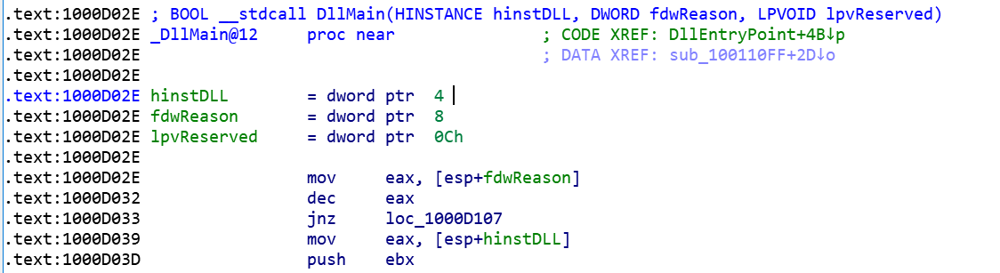 .text:1000D02E ; BOOL __stdcall DllMain(HINSTANCE hinstDLL, DWORD fdwReason, LPVOID lpvReserved)
.text:1000D02E _DllMain@12 proc near ; CODE XREF: DllEntryPoint+4B↓p
.text:1000D02E ; DATA XREF: sub_100110FF+2D↓o
.text:1000D02E
.text:1000D02E hinstDLL = dword ptr 4
.text:1000D02E fdwReason = dword ptr 8
.text:1000D02E lpvReserved = dword ptr 0Ch
.text:1000D02E
.text:1000D02E mov eax, [esp+fdwReason]
.text:1000D032 dec eax
.text:1000D033 jnz loc_1000D107
.text:1000D039 mov eax, [esp+hinstDLL]
.text:1000D03D push ebx